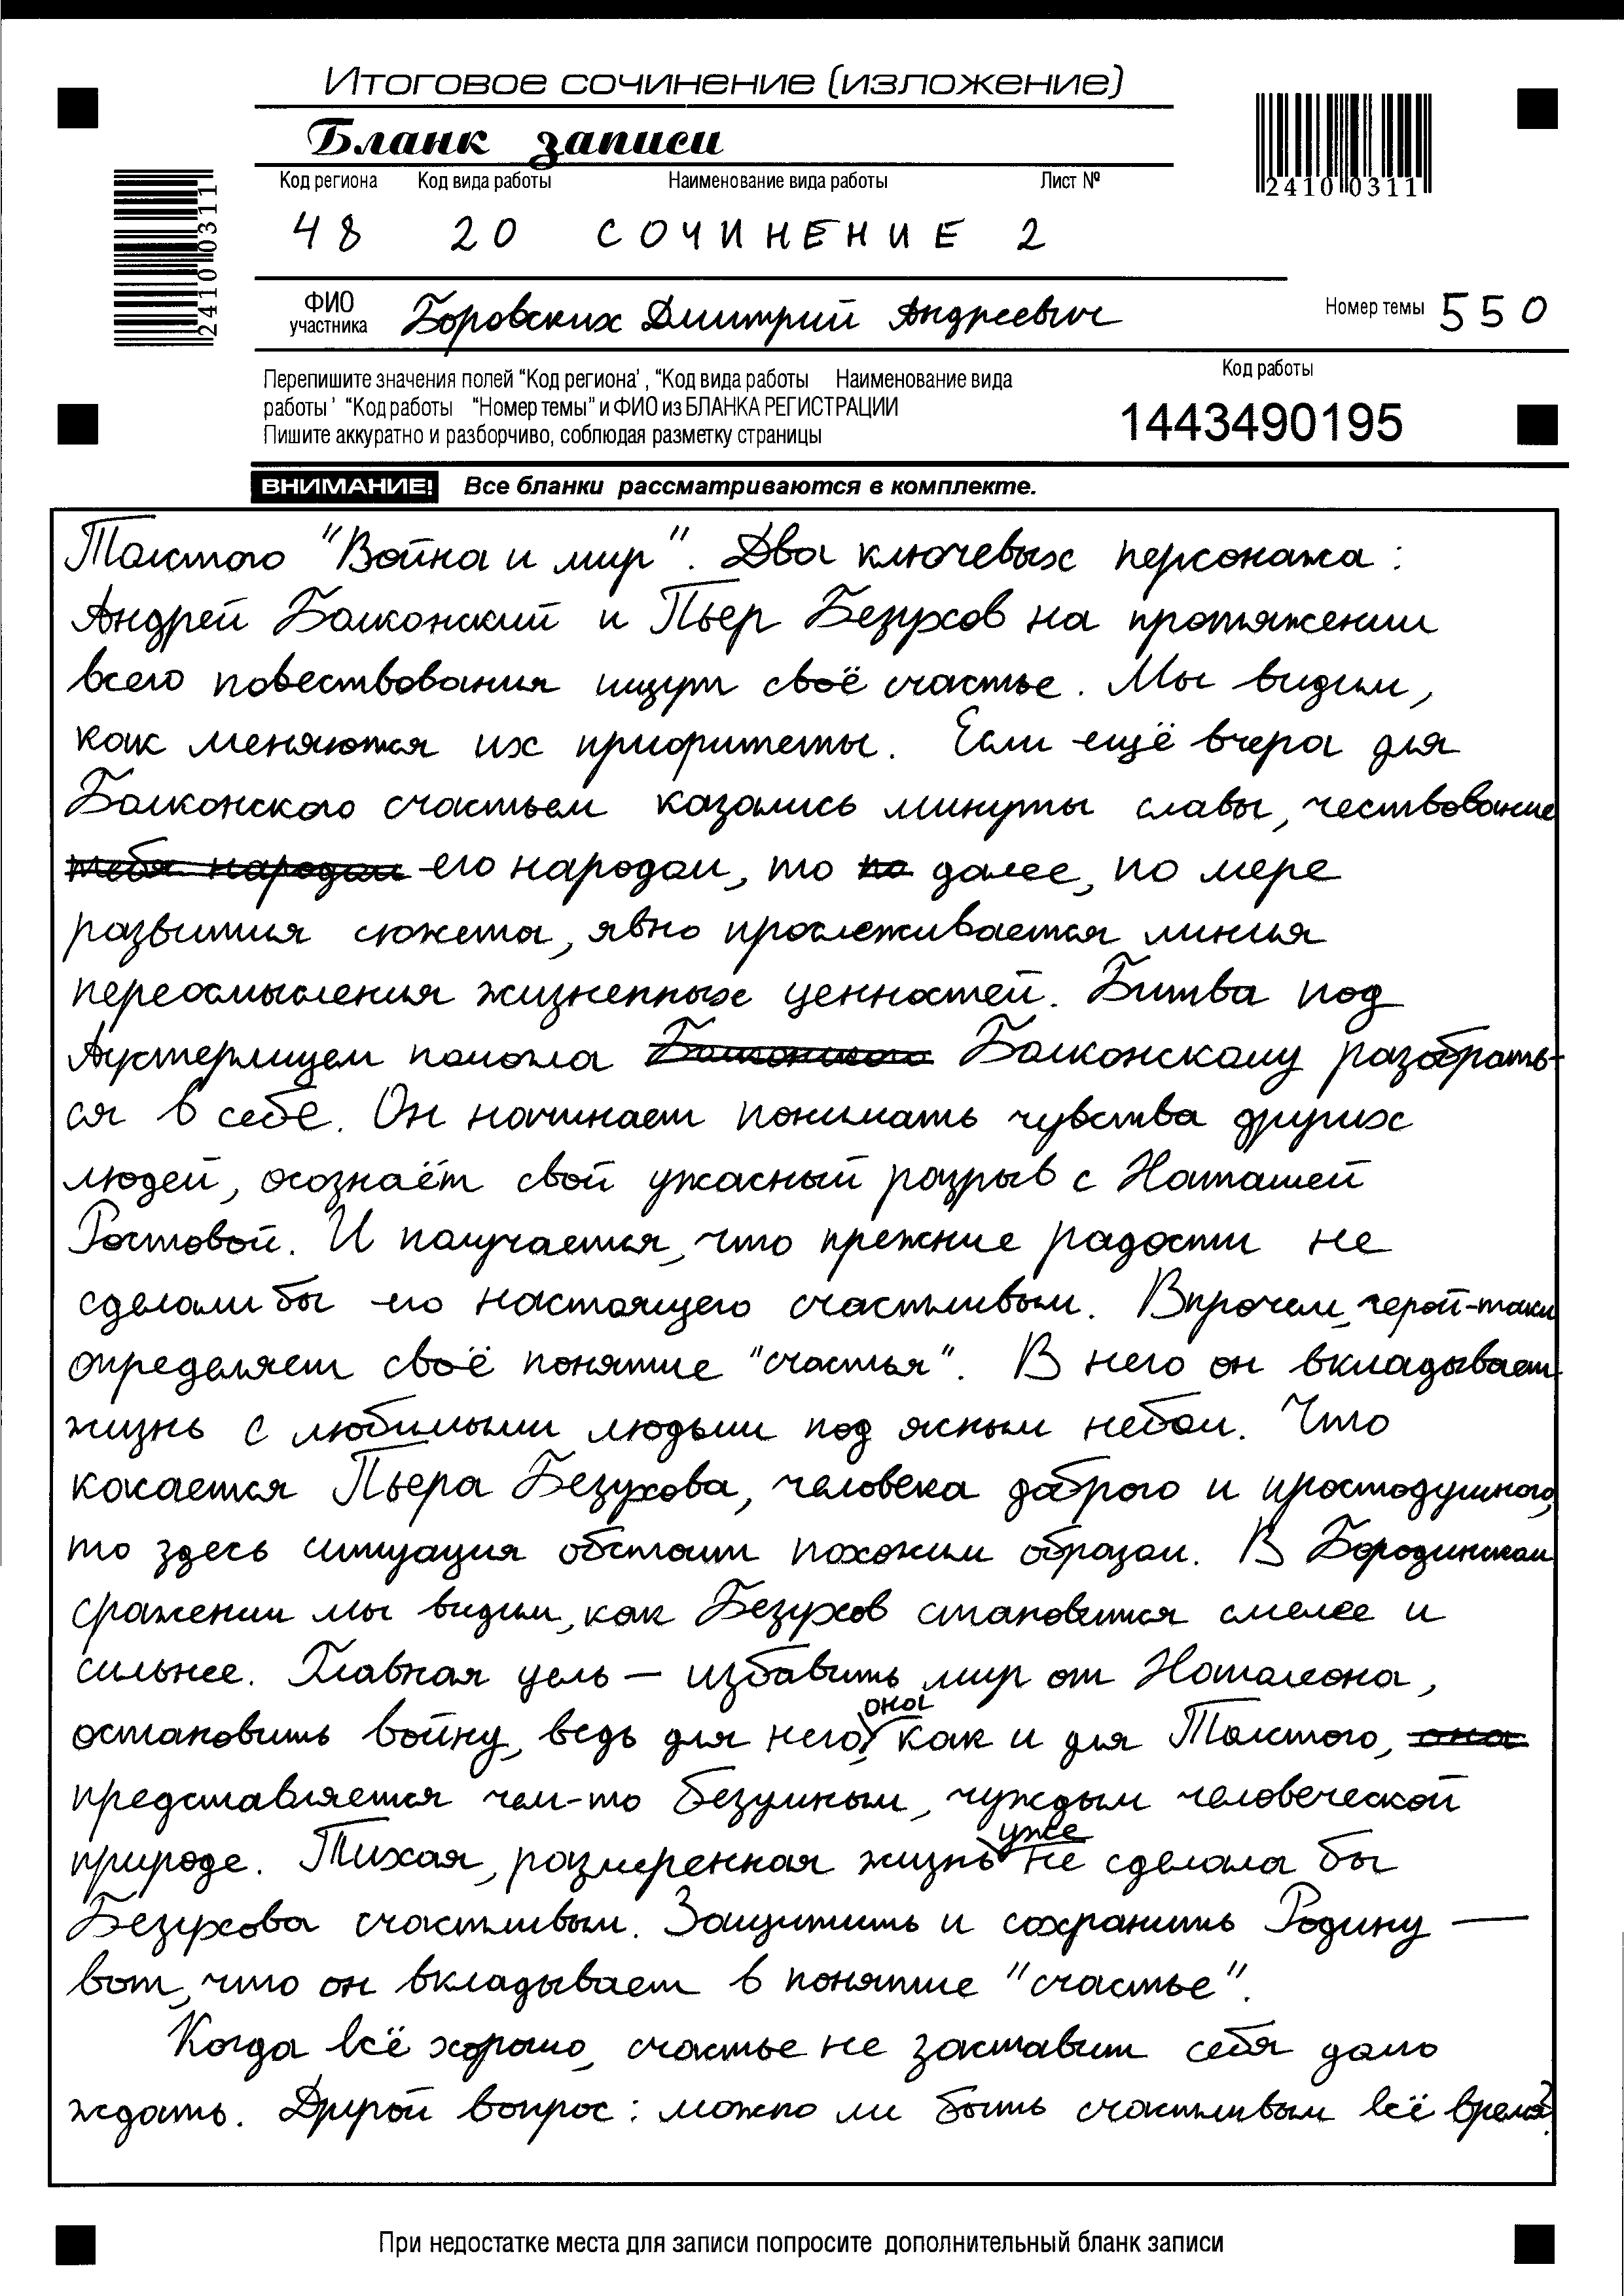 Итоговое сочинение (изложение)
Бланк записи
Код региона Код вида работы Наименование вида работы Лист №
2410 0311
2410 0311
48 20 СОЧИНЕНИЕ 2
ФИО участника Боровских Дмитрий Андреевич Номер темы 550
Перепишите значения полей "Код региона", "Код вида работы Наименование вида
работы' "Код работы "Номер темы" и ФИО из БЛАНКА РЕГИСТРАЦИИ
Пишите аккуратно и разборчиво, соблюдая разметку страницы
Код работы
1443490195
ВНИМАНИЕ! Все бланки рассматриваются в комплекте.
Толстого "Война и мир". Два ключевых персонажа:
Андрей Болконский и Пьер Безухов на протяжении
всего повествования ищут своё счастье. Мы видим,
как меняются их приоритеты. Если ещё вчера для
Болконского счастьем казались минуты славы, чествование
тебя народом его народом, то по далее, по мере
развития сюжета, явно прослеживается линия
переосмысления жизненных ценностей. Битва под
Аустерлицем помогла Болконского Болконскому разобрать-
ся в себе. Он начинает понимать чувства других
людей, осознаёт свой ужасный разрыв с Наташей
Ростовой. И получается, что прежние радости не
сделали бы его настоящего счастливым. Впрочем, герой-таки
определяет своё понятие "счастья". В него он вкладывает
жизнь с любимыми людьми под ясным небом. Что
касается Пьера Безухова, человека доброго и простодушного,
то здесь ситуация обстоит похожим образом. В Бородинском
сражении мы видим, как Безухов становится смелее и
сильнее. Главная цель — избавить мир от Наполеона,
остановить войну, ведь для него она, как и для Толстого, она
представляется чем-то безумным, чуждым человеческой
природе. Тихая, размеренная жизнь уже не сделала бы
Безухова счастливым. Защитить и сохранить Родину —
вот, что он вкладывает в понятие "счастье".
Когда всё хорошо, счастье не заставит себя долго
ждать. Другой вопрос: можно ли быть счастливым всё время?
При недостатке места для записи попросите дополнительный бланк записи